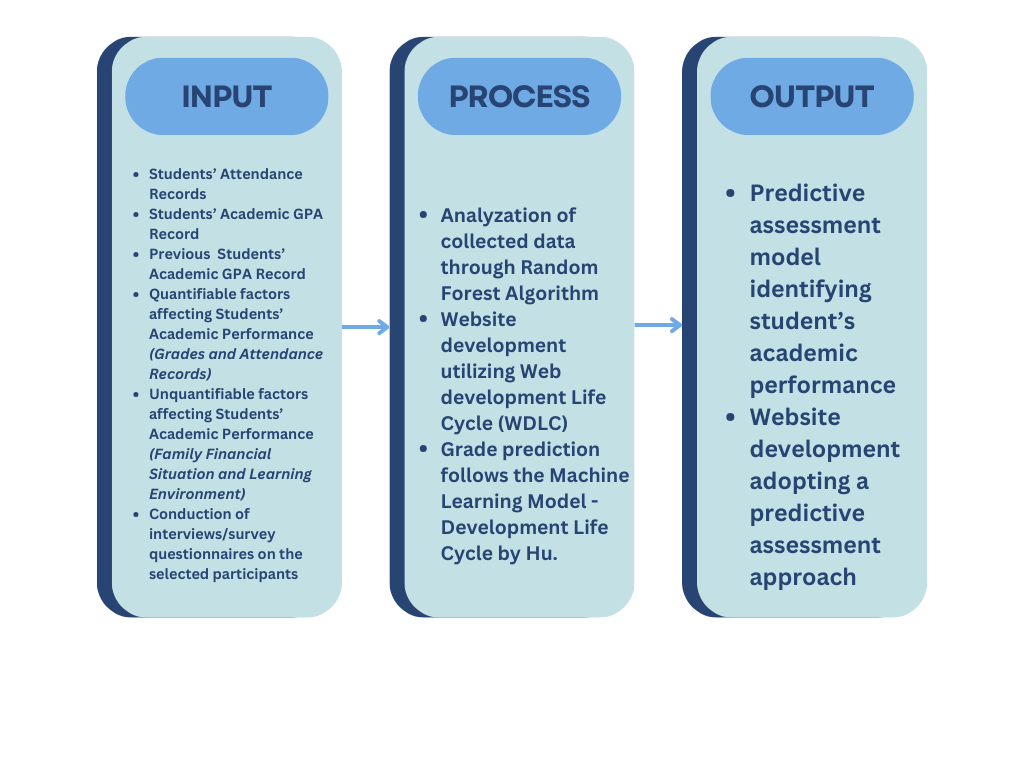 INPUT
• Students’ Attendance
Records
• Students’ Academic GPA
Record
• Previous  Students’
Academic GPA Record
• Quantifiable factors
affecting Students’
Academic Performance
(Grades and Attendance
Records)
• Unquantifiable factors
affecting Students’
Academic Performance
(Family Financial
Situation and Learning
Environment)
• Conduction of
interviews/survey
questionnaires on the
selected participants
PROCESS
• Analyzation of
collected data
through Random
Forest Algorithm
• Website
development
utilizing Web
development Life
Cycle (WDLC)
• Grade prediction
follows the Machine
Learning Model -
Development Life
Cycle by Hu.
OUTPUT
• Predictive
assessment
model
identifying
student’s
academic
performance
• Website
development
adopting a
predictive
assessment
approach